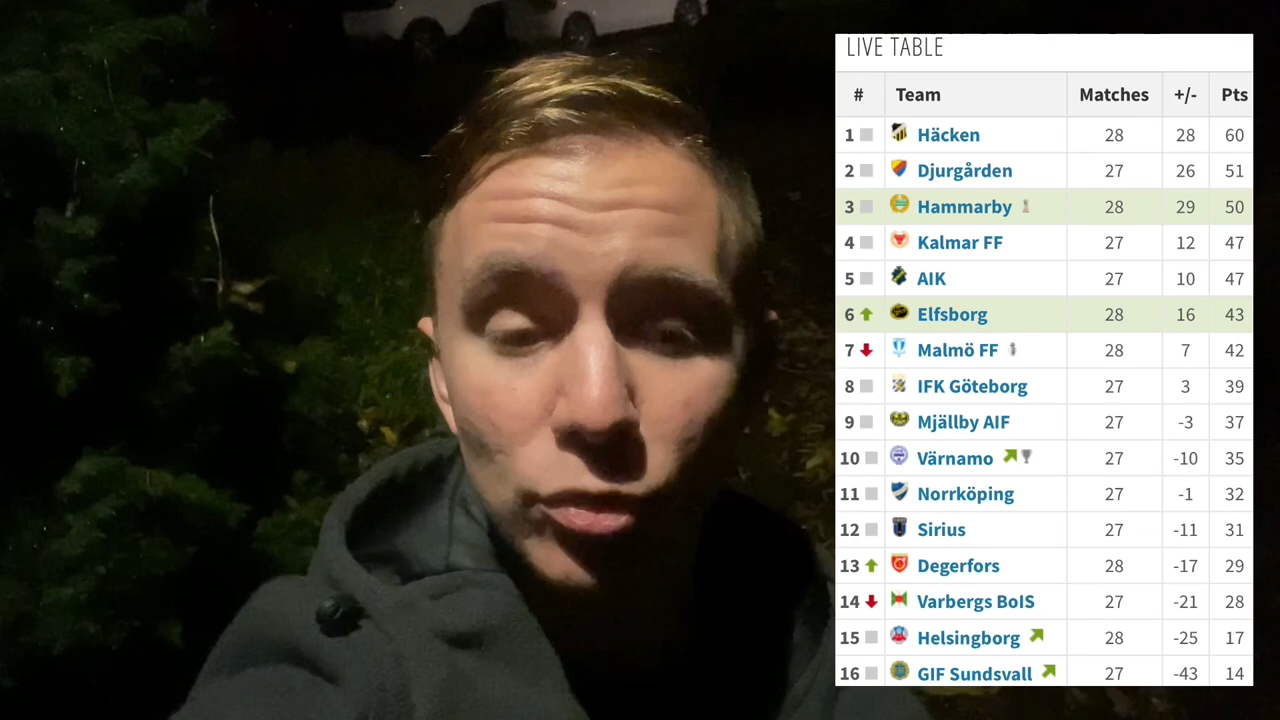 LIVE TABLE
# Team Matches +/- Pts
1 Häcken 28 28 60
2 Djurgården 27 26 51
3 Hammarby 28 29 50
4 Kalmar FF 27 12 47
5 AIK 27 10 47
6 Elfsborg 28 16 43
7 Malmö FF 28 7 42
8 IFK Göteborg 27 3 39
9 Mjällby AIF 27 -3 37
10 Värnamo 27 -10 35
11 Norrköping 27 -1 32
12 Sirius 27 -11 31
13 Degerfors 28 -17 29
14 Varbergs BoIS 27 -21 28
15 Helsingborg 28 -25 17
16 GIF Sundsvall 27 -43 14